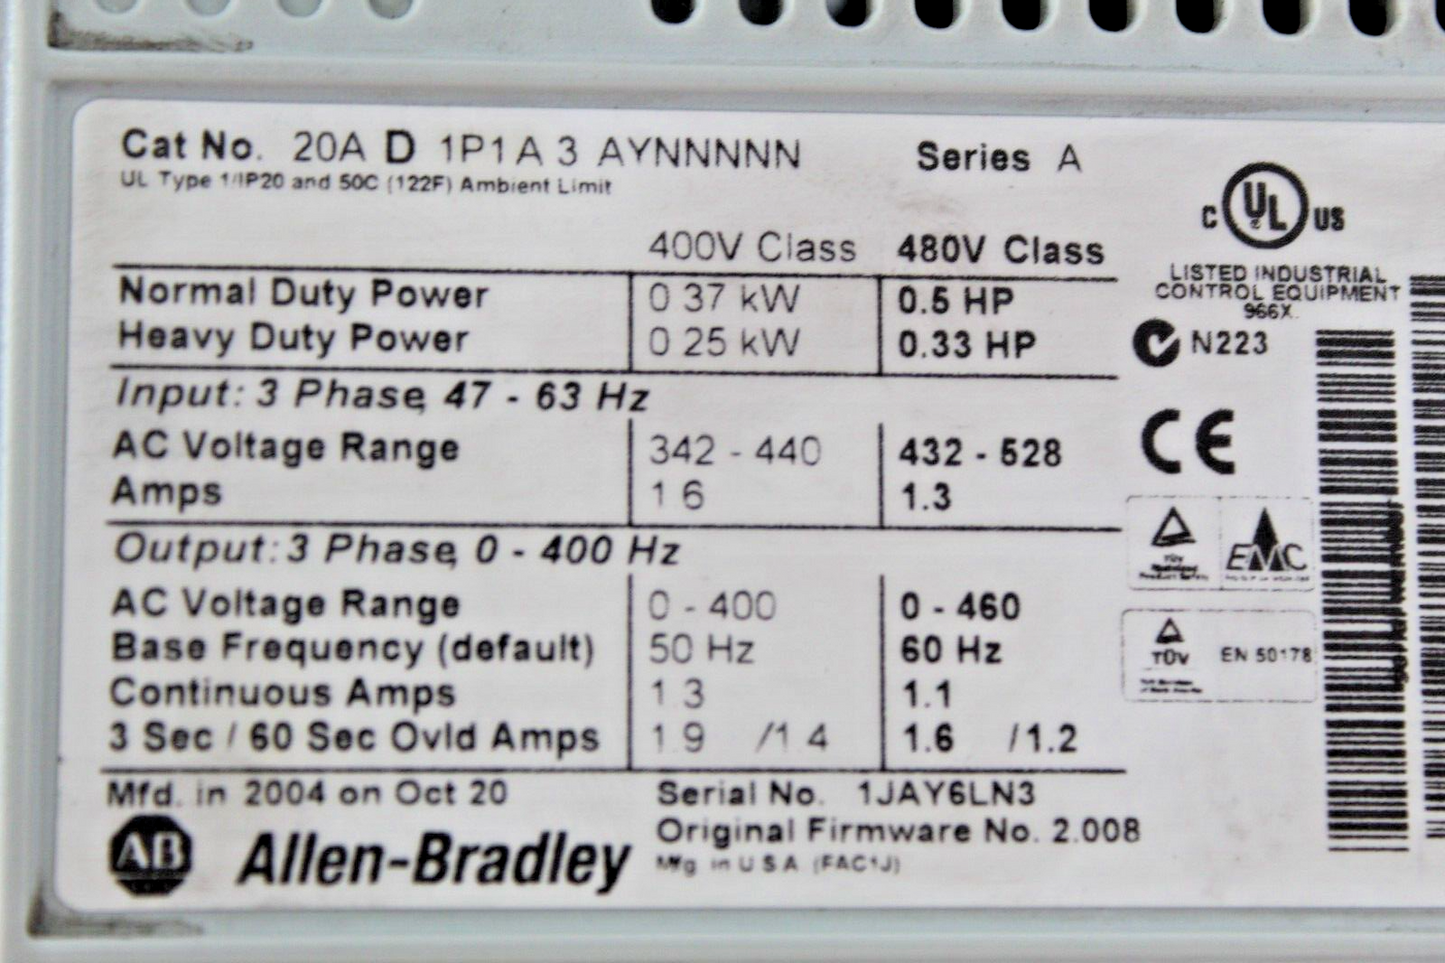 Cat No. 20A D 1P1A 3 AYNNNNN Series A
UL Type 1/IP20 and 50C (122F) Ambient Limit
C UL US
LISTED INDUSTRIAL
CONTROL EQUIPMENT
966X
N223
CE
400V Class 480V Class
Normal Duty Power 0 37 kW 0.5 HP
Heavy Duty Power 0 25 kW 0.33 HP
Input: 3 Phase, 47 - 63 Hz
AC Voltage Range 342 - 440 432 - 528
Amps 1 6 1.3
Output: 3 Phase, 0 - 400 Hz
AC Voltage Range 0 - 400 0 - 460
Base Frequency (default) 50 Hz 60 Hz
Continuous Amps 1 3 1.1
3 Sec / 60 Sec Ovld Amps 1 9 /1 4 1.6 /1.2
TÜV
EMC
TÜV EN 50178
Mfd. in 2004 on Oct 20 Serial No. 1JAY6LN3
Original Firmware No. 2.008
AB Allen-Bradley Mfg in U S A (FAC1J)